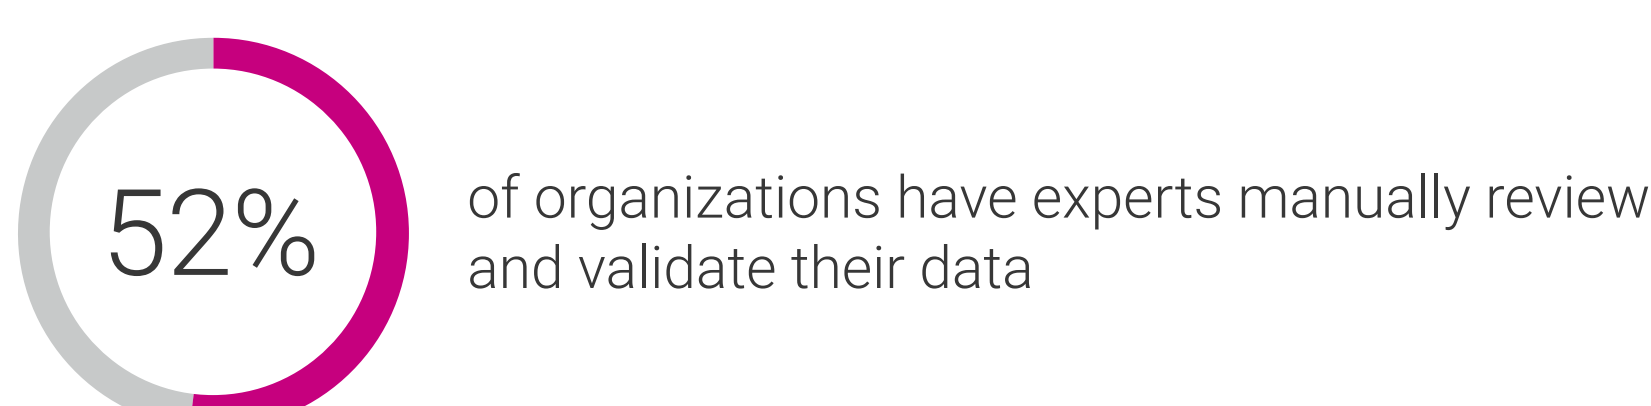 52%
of organizations have experts manually review
and validate their data